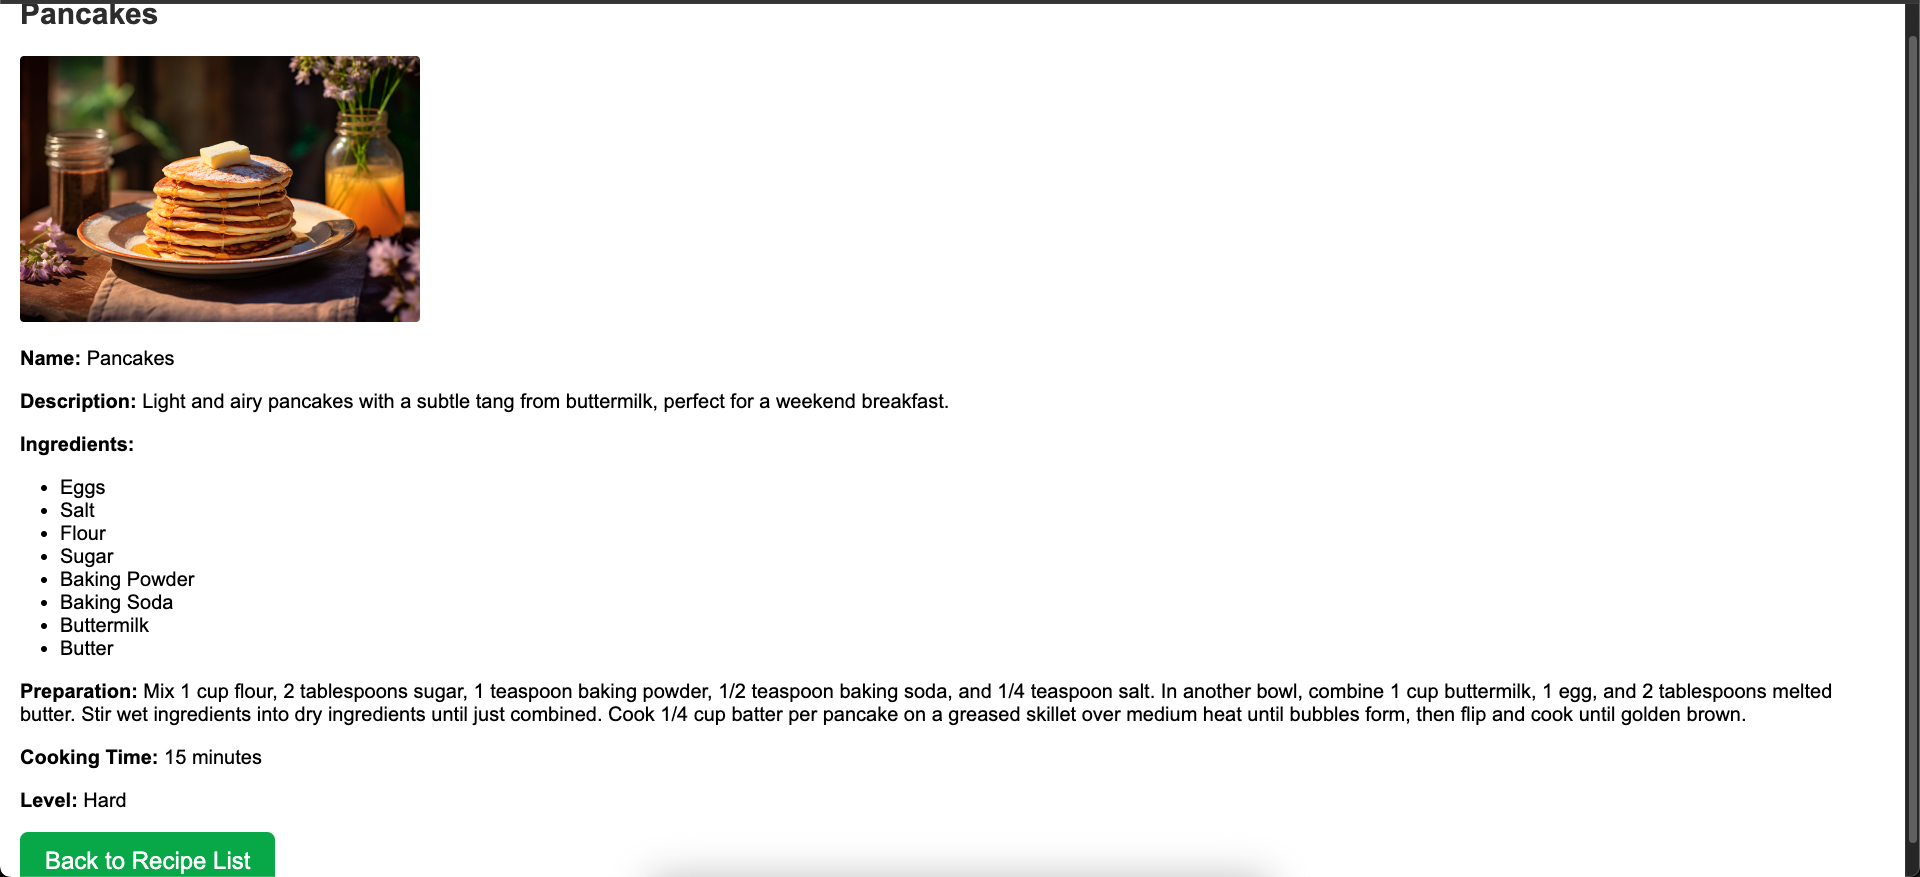 Pancakes
Name: Pancakes
Description: Light and airy pancakes with a subtle tang from buttermilk, perfect for a weekend breakfast.
Ingredients:
• Eggs
• Salt
• Flour
• Sugar
• Baking Powder
• Baking Soda
• Buttermilk
• Butter
Preparation: Mix 1 cup flour, 2 tablespoons sugar, 1 teaspoon baking powder, 1/2 teaspoon baking soda, and 1/4 teaspoon salt. In another bowl, combine 1 cup buttermilk, 1 egg, and 2 tablespoons melted
butter. Stir wet ingredients into dry ingredients until just combined. Cook 1/4 cup batter per pancake on a greased skillet over medium heat until bubbles form, then flip and cook until golden brown.
Cooking Time: 15 minutes
Level: Hard
Back to Recipe List